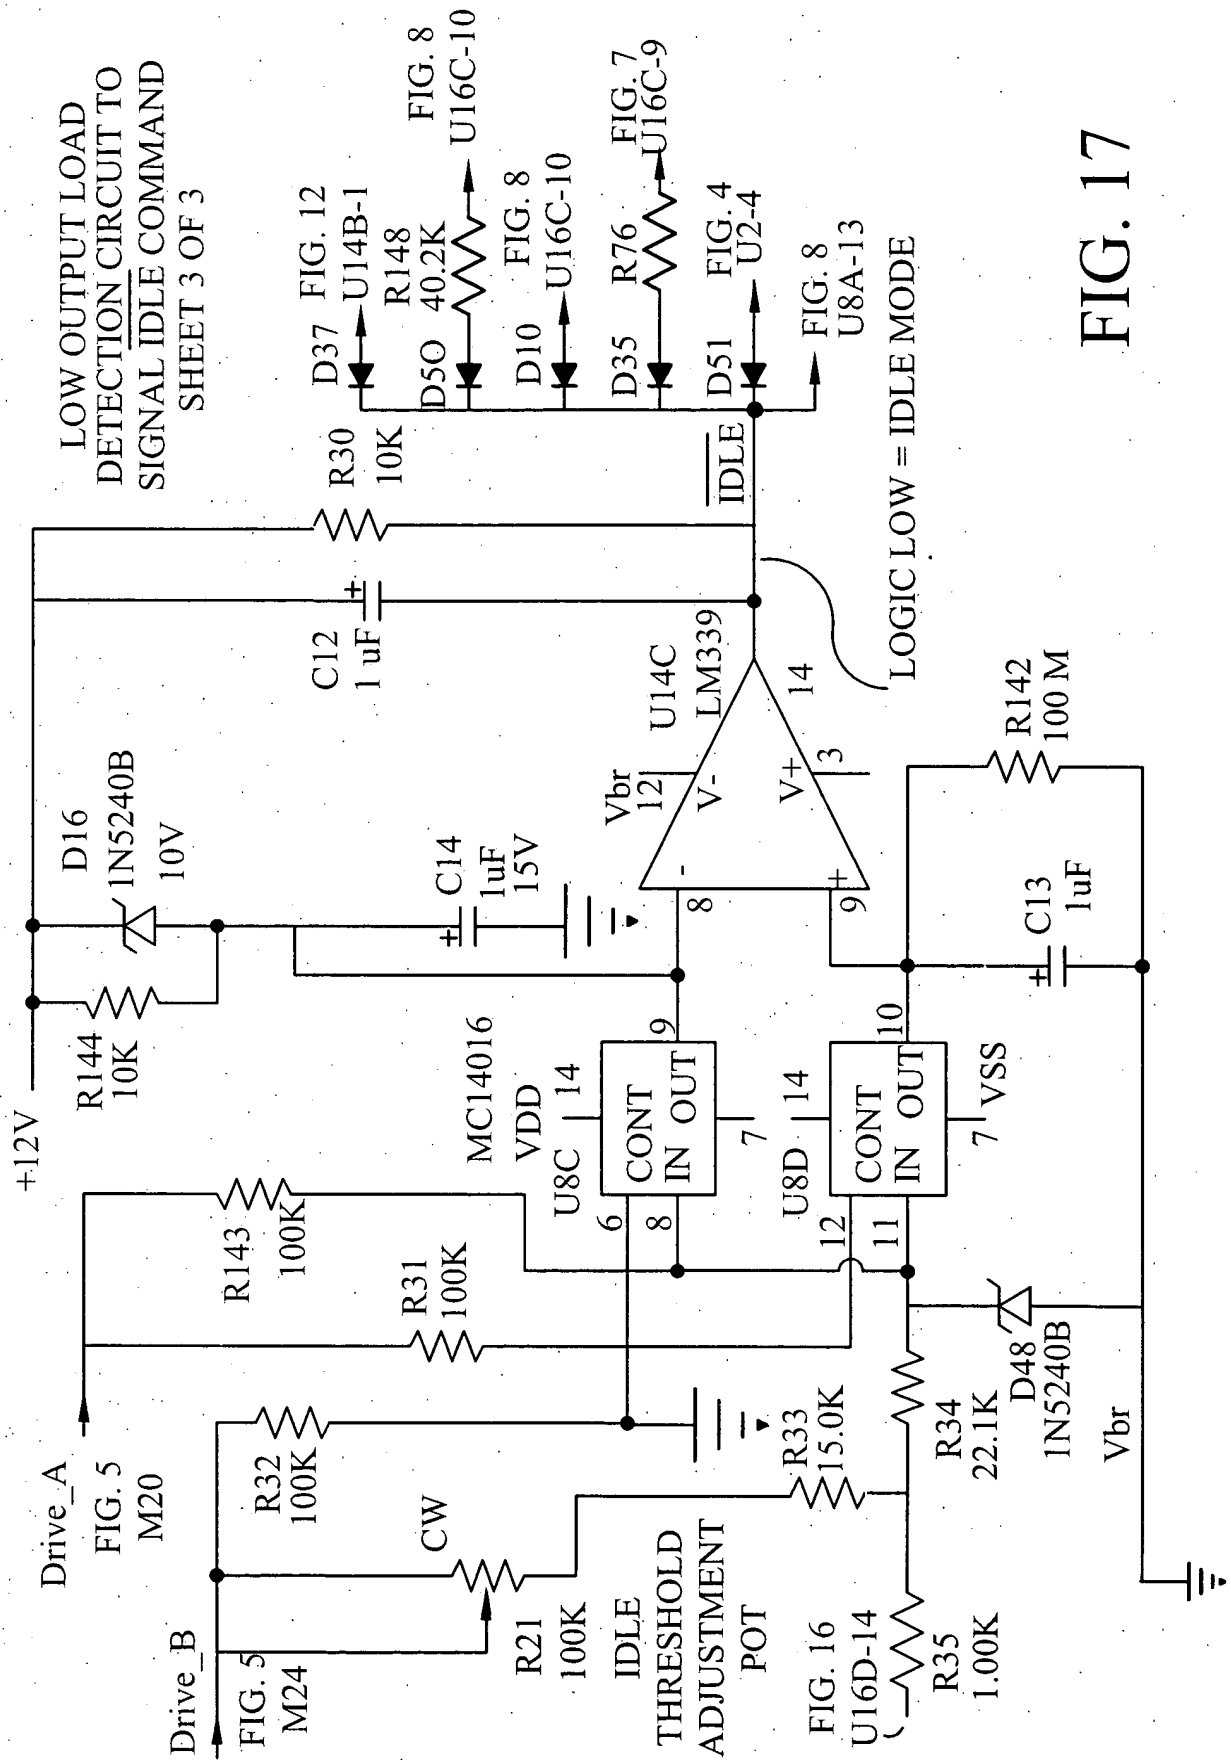 LOW OUTPUT LOAD
DETECTION CIRCUIT TO
SIGNAL IDLE COMMAND
SHEET 3 OF 3
+12V
R144
10K
D16
1N5240B
10V
C12
1 uF
+
R30
10K
D37
FIG. 12
U14B-1
D5O
R148
40.2K
FIG. 8
U16C-10
D10
FIG. 8
U16C-10
D35
R76
FIG. 7
U16C-9
D51
FIG. 4
U2-4
FIG. 8
U8A-13
IDLE
LOGIC LOW = IDLE MODE
Drive_A
FIG. 5
M20
R143
100K
R31
100K
Drive_B
FIG. 5
M24
R32
100K
CW
R21
100K
IDLE
THRESHOLD
ADJUSTMENT
POT
R33
15.0K
FIG. 16
U16D-14
R35
1.00K
R34
22.1K
D48
1N5240B
Vbr
MC14016
VDD
U8C
14
6
CONT
8
IN OUT
9
7
U8D
14
12
CONT
11
IN OUT
10
7
VSS
+
C14
1uF
15V
Vbr
12
U14C
LM339
V-
8
-
V+
3
9
+
14
+
C13
1uF
R142
100 M
FIG. 17